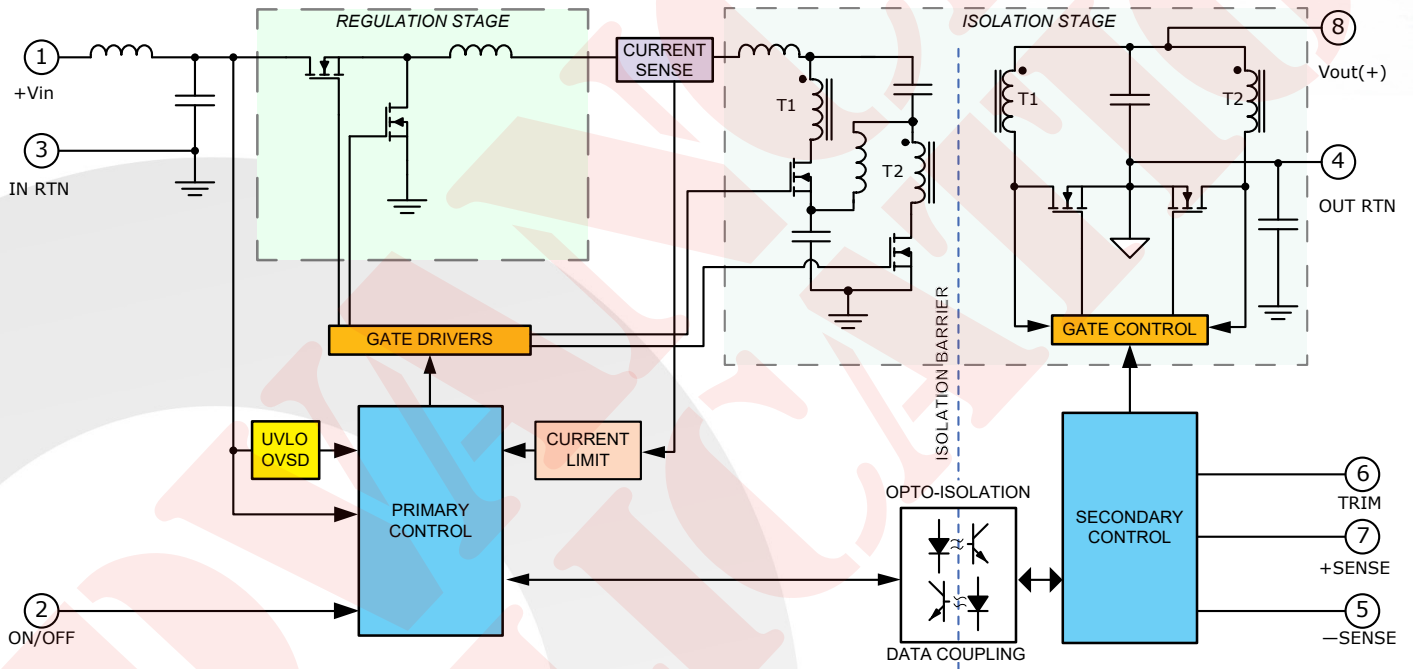 REGULATION STAGE
ISOLATION STAGE
1
+Vin
3
IN RTN
CURRENT
SENSE
T1
T2
T1
T2
8
Vout(+)
4
OUT RTN
GATE DRIVERS
GATE CONTROL
ISOLATION BARRIER
UVLO
OVSD
CURRENT
LIMIT
PRIMARY
CONTROL
2
ON/OFF
OPTO-ISOLATION
DATA COUPLING
SECONDARY
CONTROL
6
TRIM
7
+SENSE
5
—SENSE